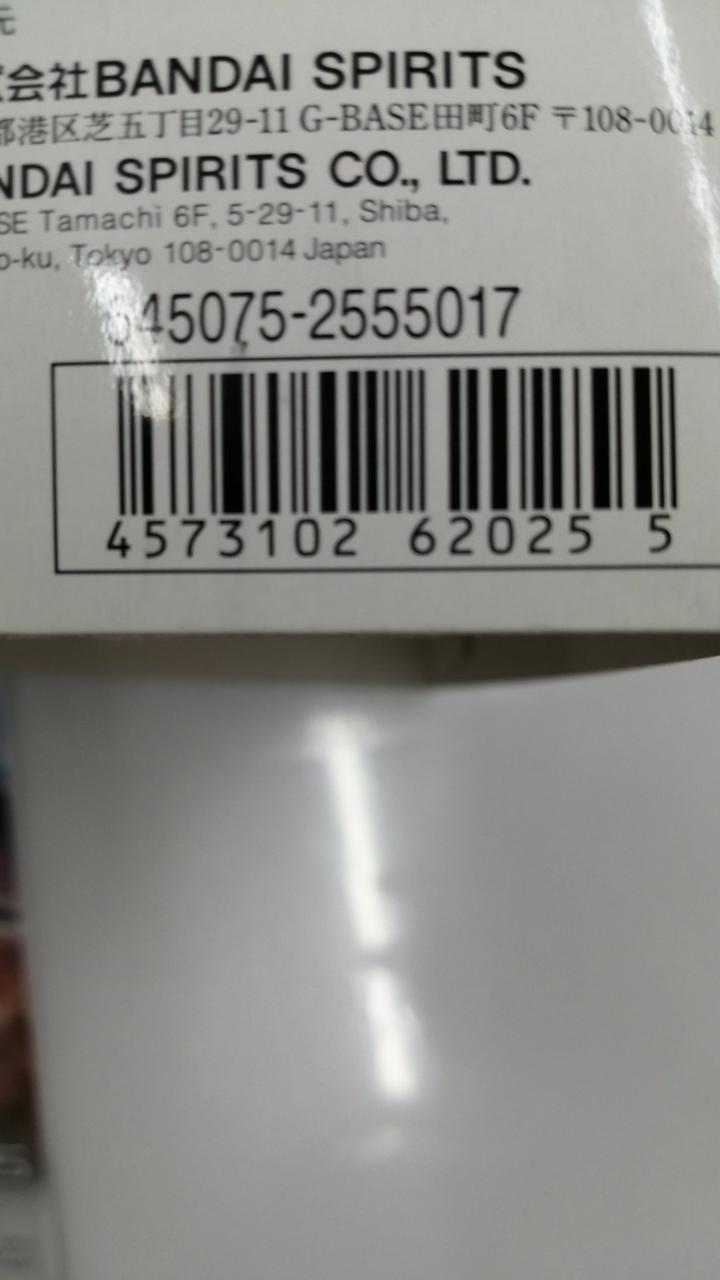 元
会社BANDAI SPIRITS
都港区芝五丁目29-11 G-BASE田町6F 〒108-0014
NDAI SPIRITS CO., LTD.
SE Tamachi 6F, 5-29-11, Shiba,
o-ku, Tokyo 108-0014 Japan
45075-2555017
4573102 62025 5